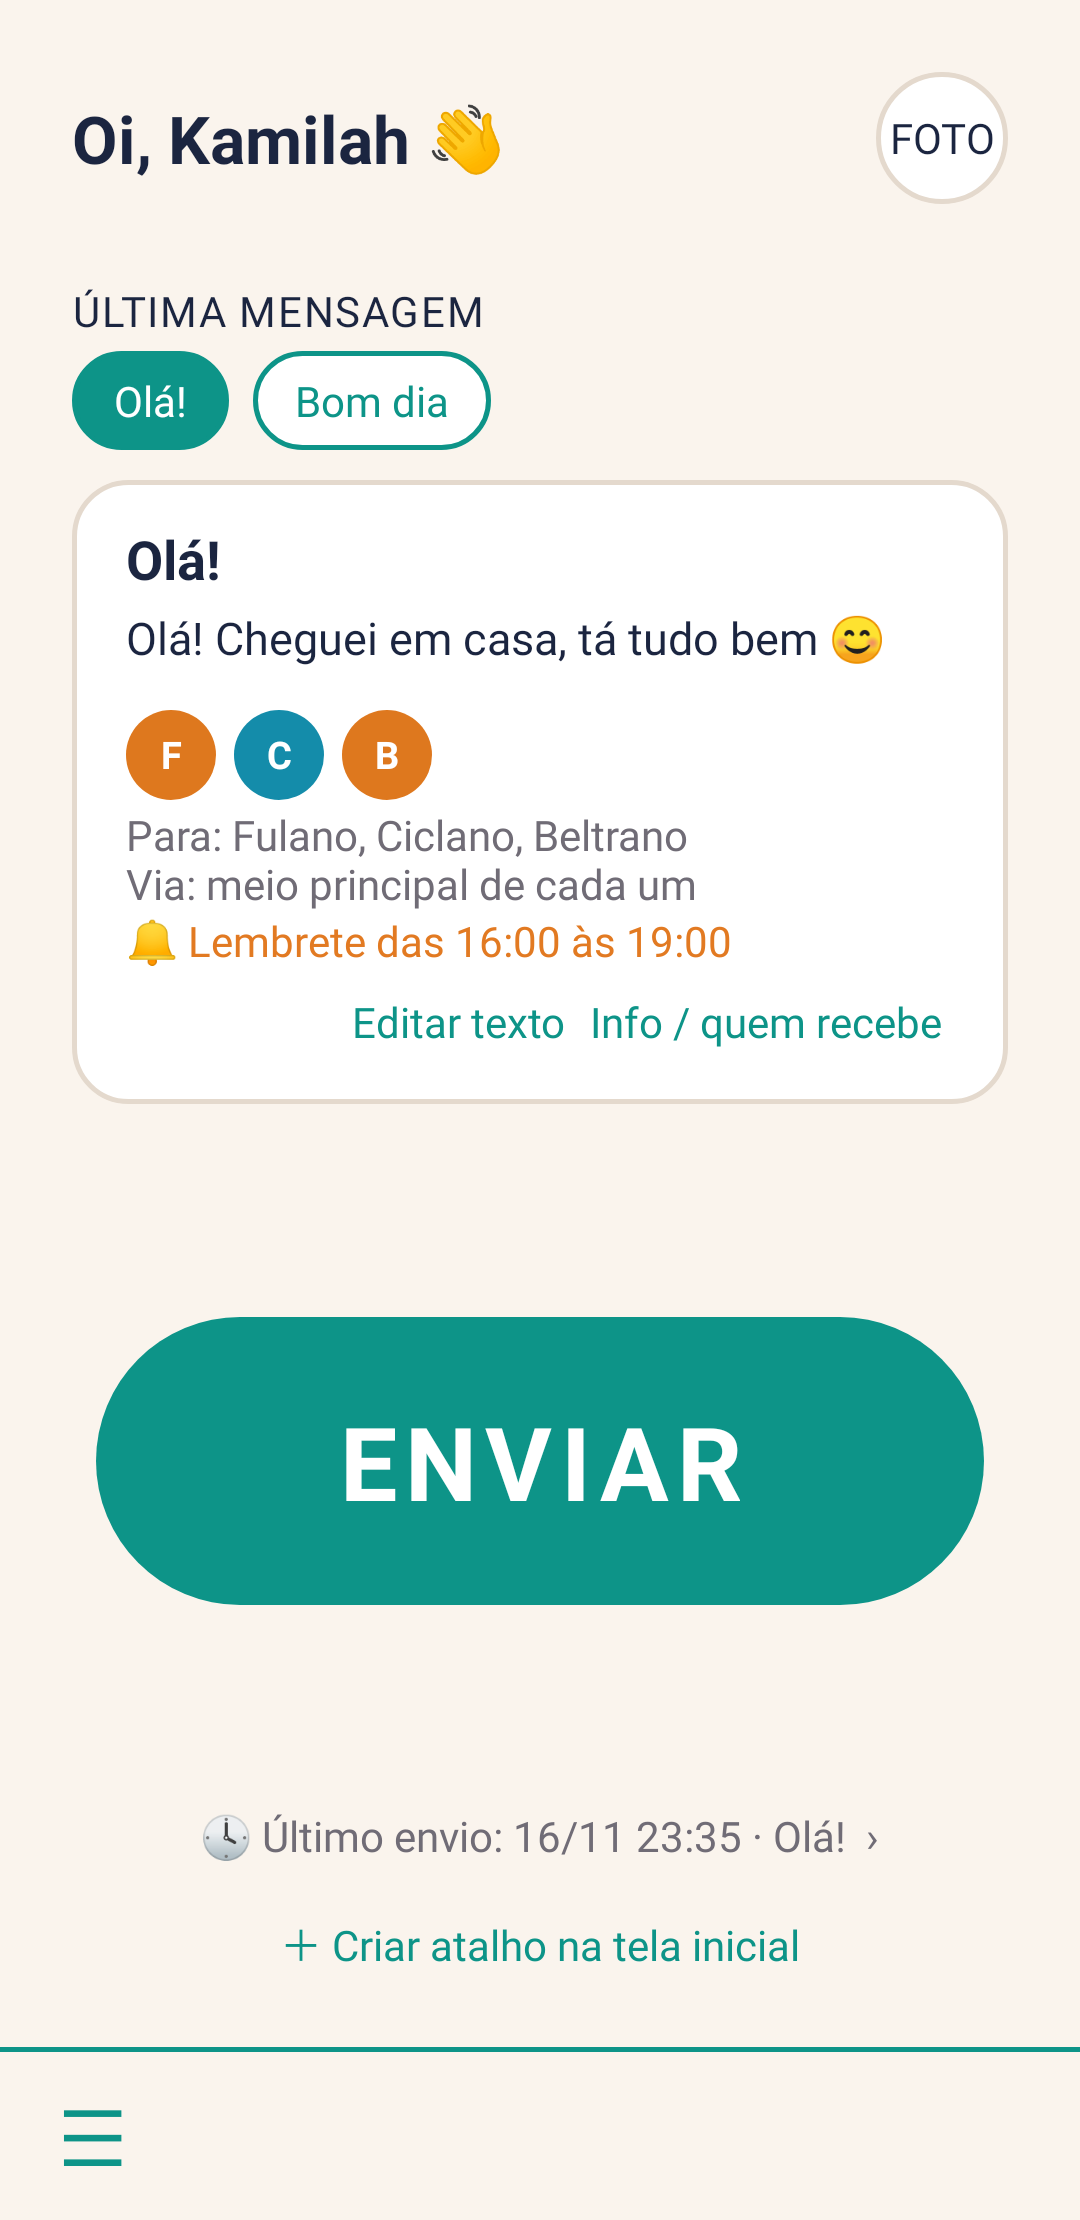 Oi, Kamilah 👋
FOTO
ÚLTIMA MENSAGEM
Olá!
Bom dia
Olá!
Olá! Cheguei em casa, tá tudo bem 😊
F C B
Para: Fulano, Ciclano, Beltrano
Via: meio principal de cada um
🔔 Lembrete das 16:00 às 19:00
Editar texto Info / quem recebe
ENVIAR
🕓 Último envio: 16/11 23:35 · Olá! ›
+ Criar atalho na tela inicial